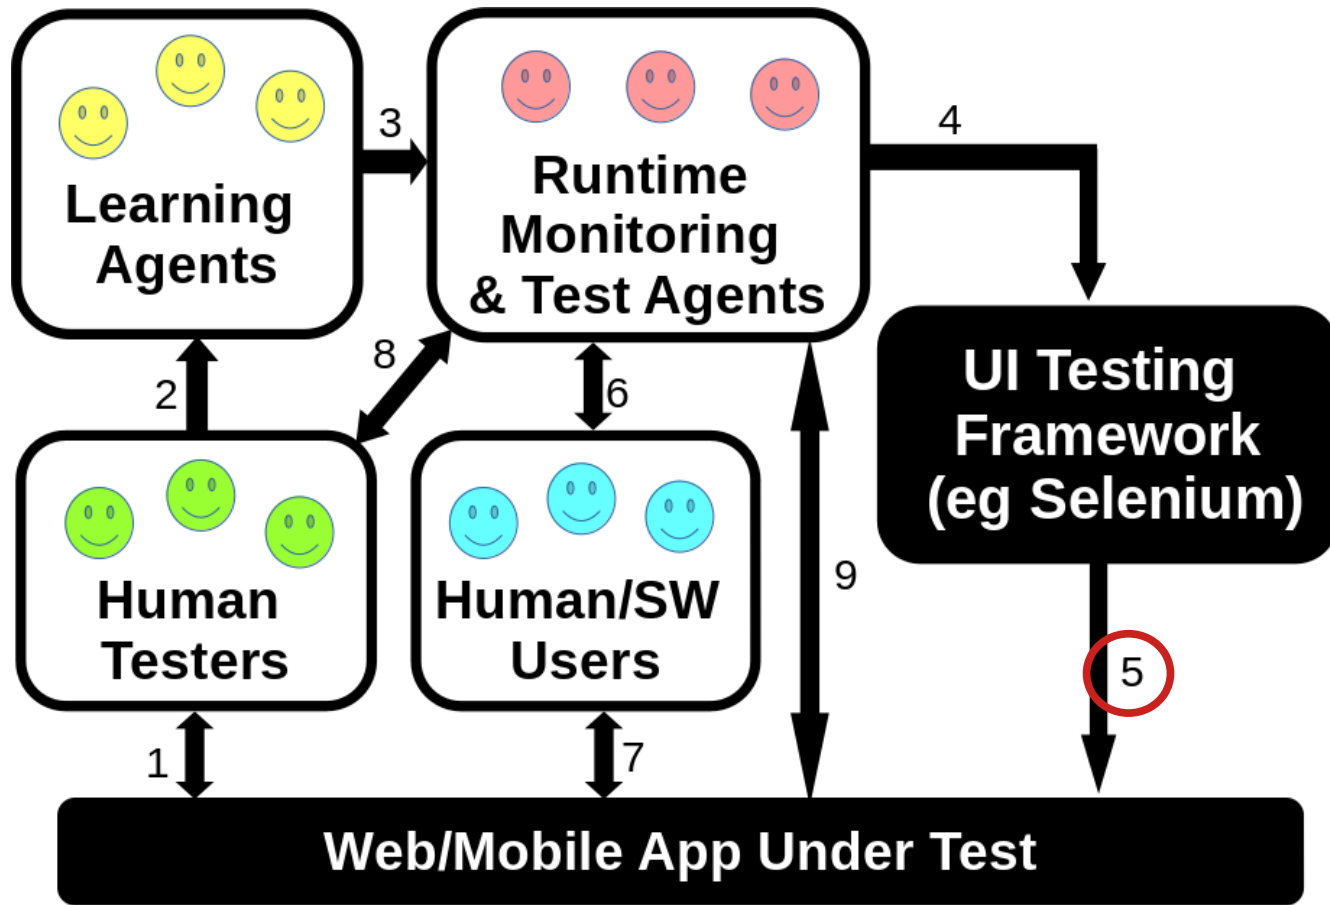 3
4
Learning
Agents
Runtime
Monitoring
& Test Agents
2
8
6
UI Testing
Framework
(eg Selenium)
Human
Testers
Human/SW
Users
9
5
1
7
Web/Mobile App Under Test